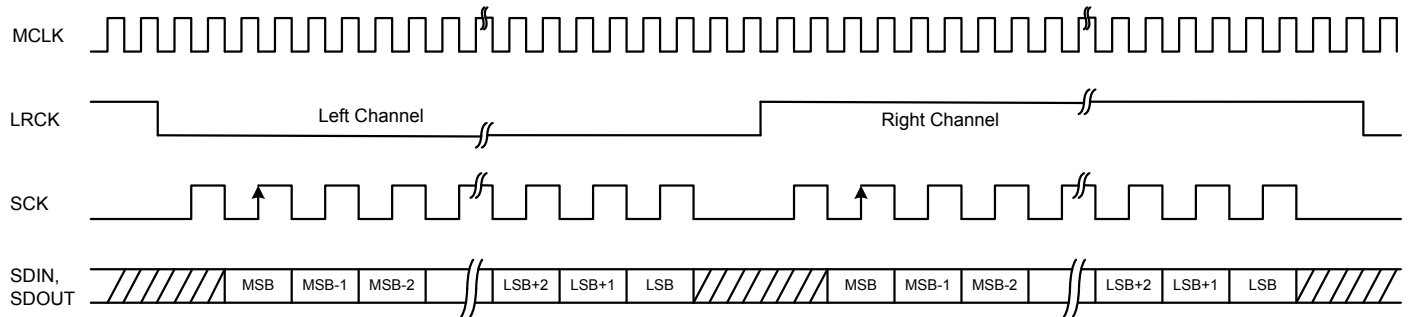 MCLK
LRCK
Left Channel
Right Channel
SCK
SDIN,
SDOUT
MSB MSB-1 MSB-2 LSB+2 LSB+1 LSB MSB MSB-1 MSB-2 LSB+2 LSB+1 LSB